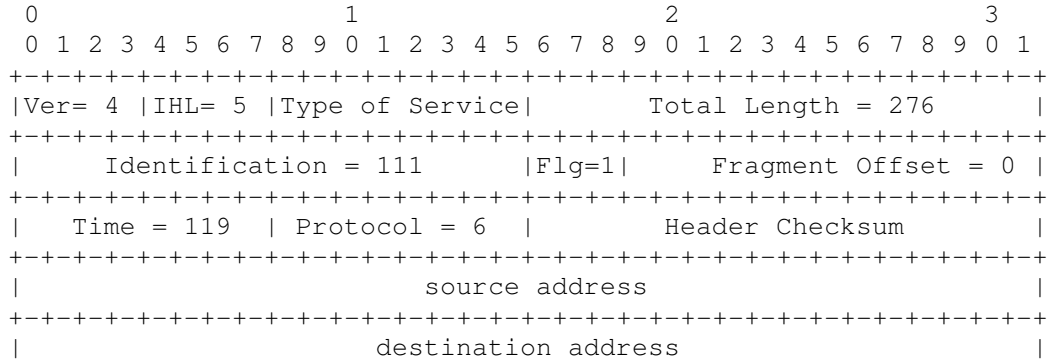 0                   1                   2                   3
 0 1 2 3 4 5 6 7 8 9 0 1 2 3 4 5 6 7 8 9 0 1 2 3 4 5 6 7 8 9 0 1
+-+-+-+-+-+-+-+-+-+-+-+-+-+-+-+-+-+-+-+-+-+-+-+-+-+-+-+-+-+-+-+-+
|Ver= 4 |IHL= 5 |Type of Service|        Total Length = 276     |
+-+-+-+-+-+-+-+-+-+-+-+-+-+-+-+-+-+-+-+-+-+-+-+-+-+-+-+-+-+-+-+-+
|     Identification = 111      |Flg=1|     Fragment Offset = 0 |
+-+-+-+-+-+-+-+-+-+-+-+-+-+-+-+-+-+-+-+-+-+-+-+-+-+-+-+-+-+-+-+-+
|   Time = 119  | Protocol = 6  |        Header Checksum        |
+-+-+-+-+-+-+-+-+-+-+-+-+-+-+-+-+-+-+-+-+-+-+-+-+-+-+-+-+-+-+-+-+
|                         source address                        |
+-+-+-+-+-+-+-+-+-+-+-+-+-+-+-+-+-+-+-+-+-+-+-+-+-+-+-+-+-+-+-+-+
|                      destination address                      |